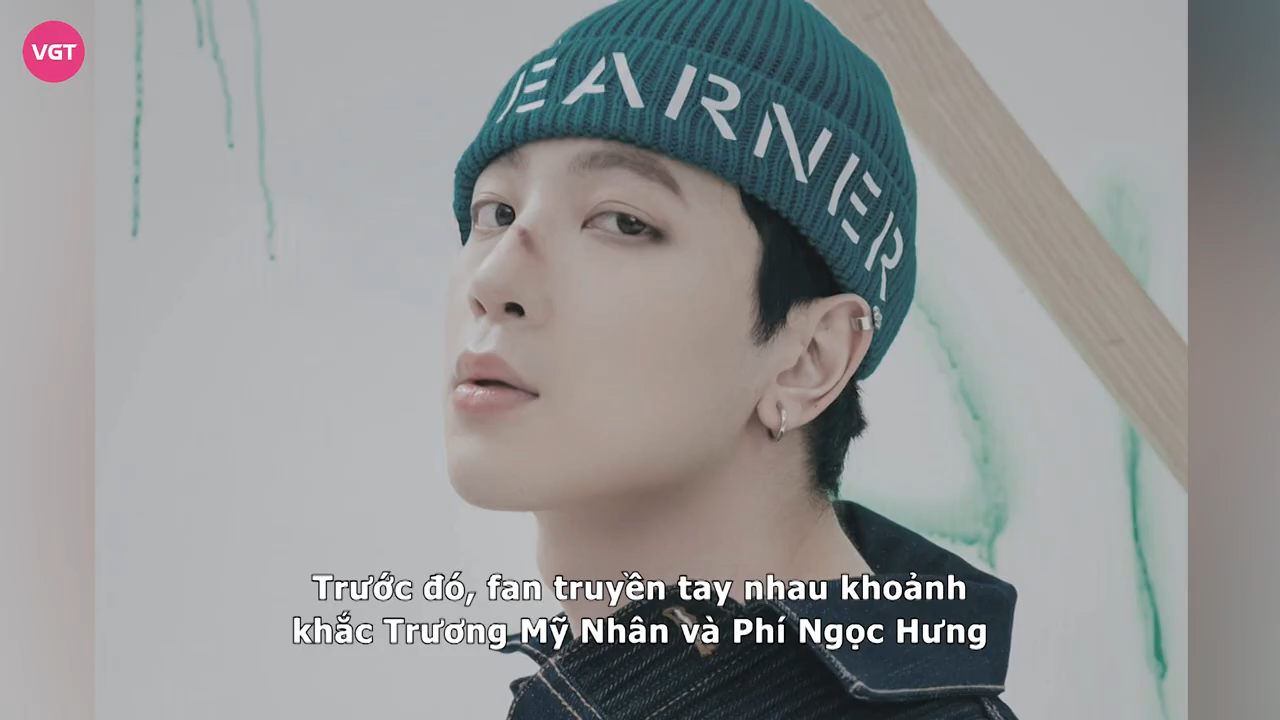 VGT
EARNER
Trước đó, fan truyền tay nhau khoảnh
khắc Trương Mỹ Nhân và Phí Ngọc Hưng